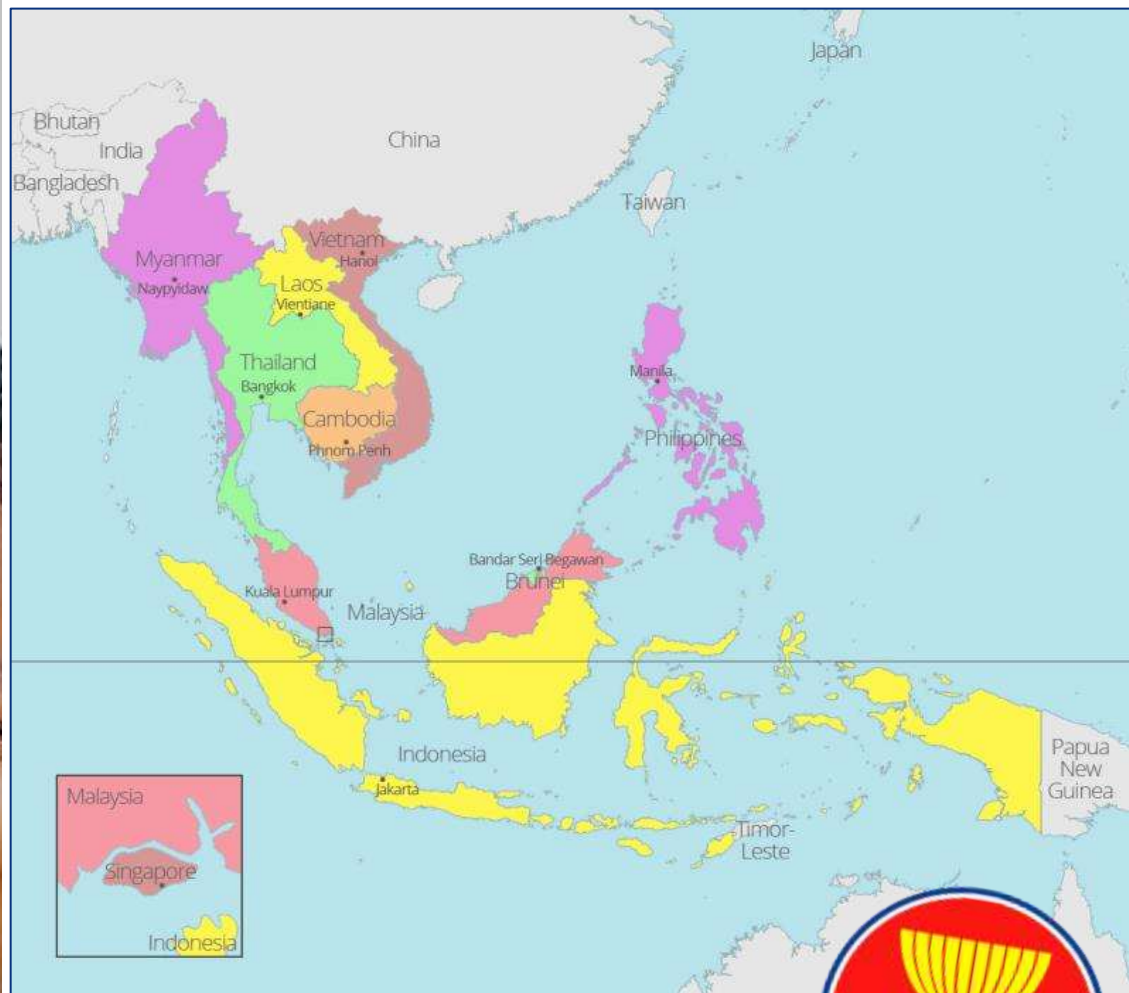 Japan
Bhutan
China
India
Bangladesh
Taiwan
Vietnam
Hanoi
Myanmar
Naypyidaw
Laos
Vientiane
Thailand
Bangkok
Manila
Cambodia
Philippines
Phnom Penh
Bandar Seri Begawan
Brunei
Kuala Lumpur
Malaysia
Indonesia
Papua
New
Guinea
Jakarta
Malaysia
Timor-
Leste
Singapore
Indonesia